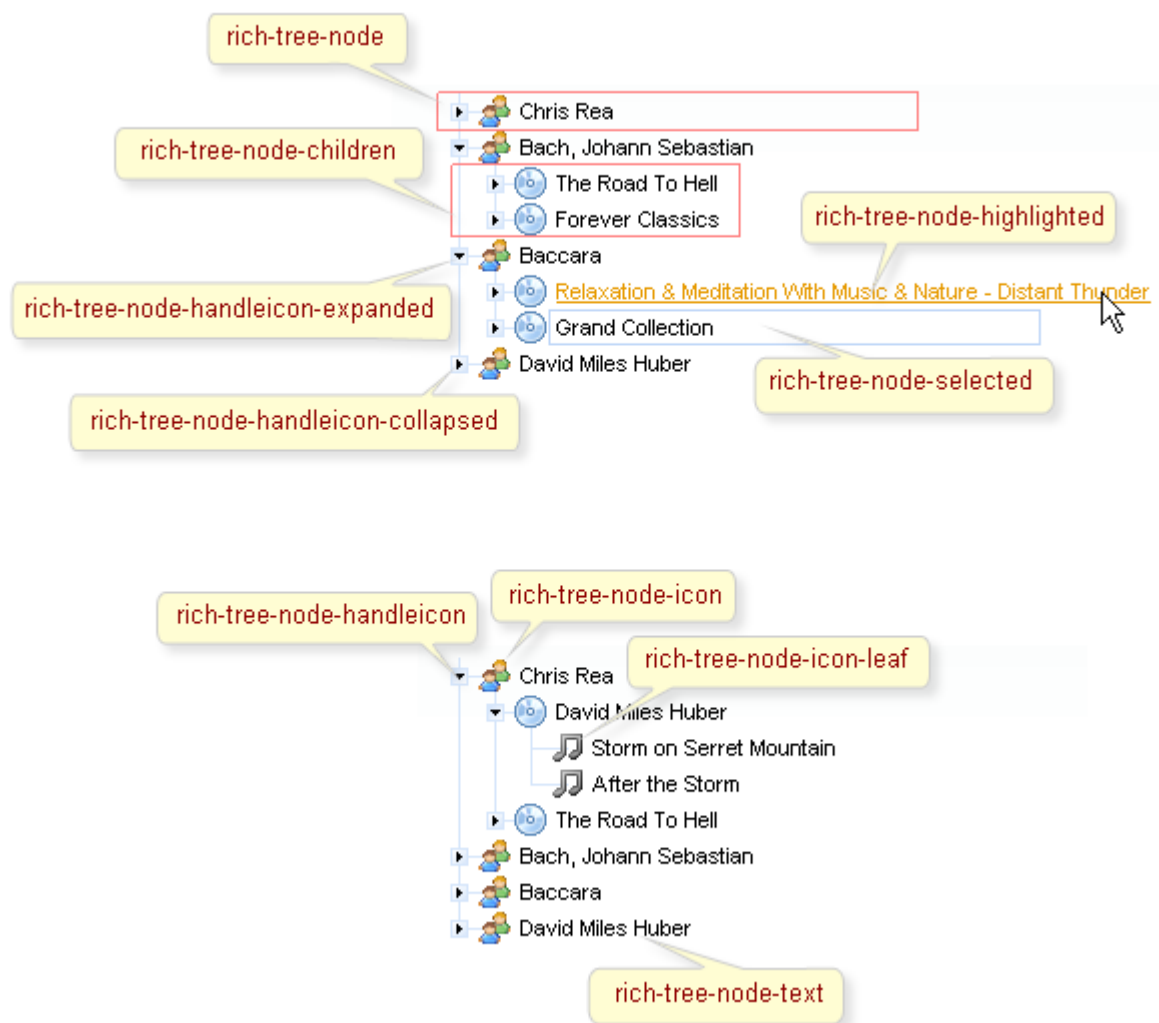 rich-tree-node
Chris Rea
rich-tree-node-children
Bach, Johann Sebastian
The Road To Hell
Forever Classics
rich-tree-node-highlighted
Baccara
rich-tree-node-handleicon-expanded
Relaxation & Meditation With Music & Nature - Distant Thunder
Grand Collection
David Miles Huber
rich-tree-node-selected
rich-tree-node-handleicon-collapsed
rich-tree-node-handleicon
rich-tree-node-icon
Chris Rea
rich-tree-node-icon-leaf
David Miles Huber
Storm on Serret Mountain
After the Storm
The Road To Hell
Bach, Johann Sebastian
Baccara
David Miles Huber
rich-tree-node-text